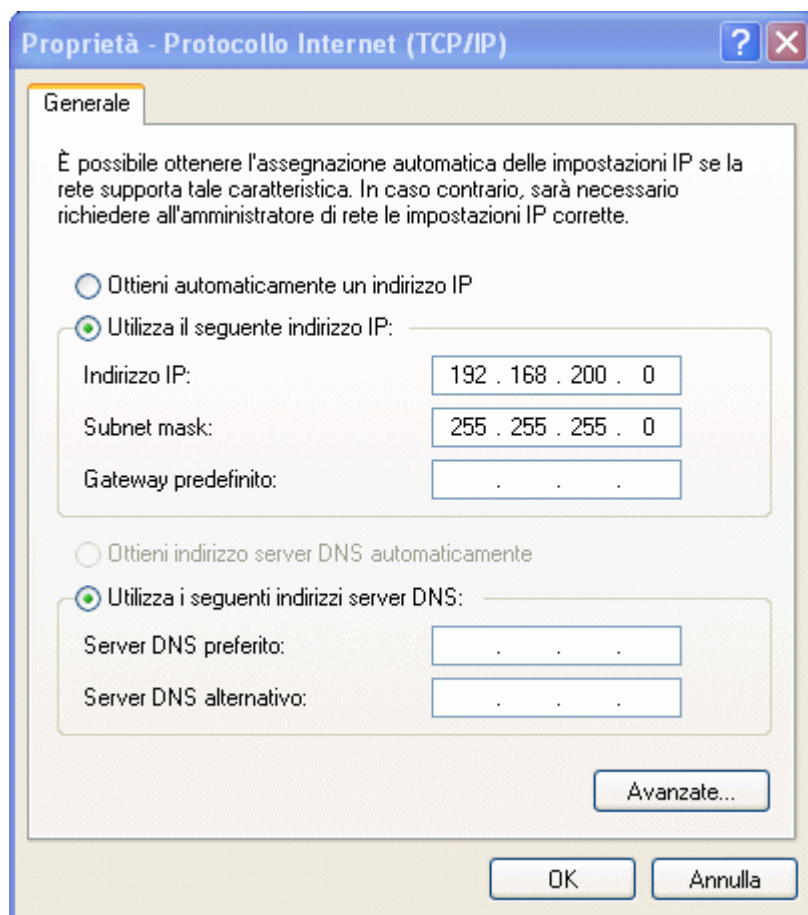 Proprietà - Protocollo Internet (TCP/IP)
Generale
È possibile ottenere l'assegnazione automatica delle impostazioni IP se la
rete supporta tale caratteristica. In caso contrario, sarà necessario
richiedere all'amministratore di rete le impostazioni IP corrette.
Ottieni automaticamente un indirizzo IP
Utilizza il seguente indirizzo IP:
Indirizzo IP: 192 . 168 . 200 . 0
Subnet mask: 255 . 255 . 255 . 0
Gateway predefinito: . . .
Ottieni indirizzo server DNS automaticamente
Utilizza i seguenti indirizzi server DNS:
Server DNS preferito: . . .
Server DNS alternativo: . . .
Avanzate...
OK Annulla